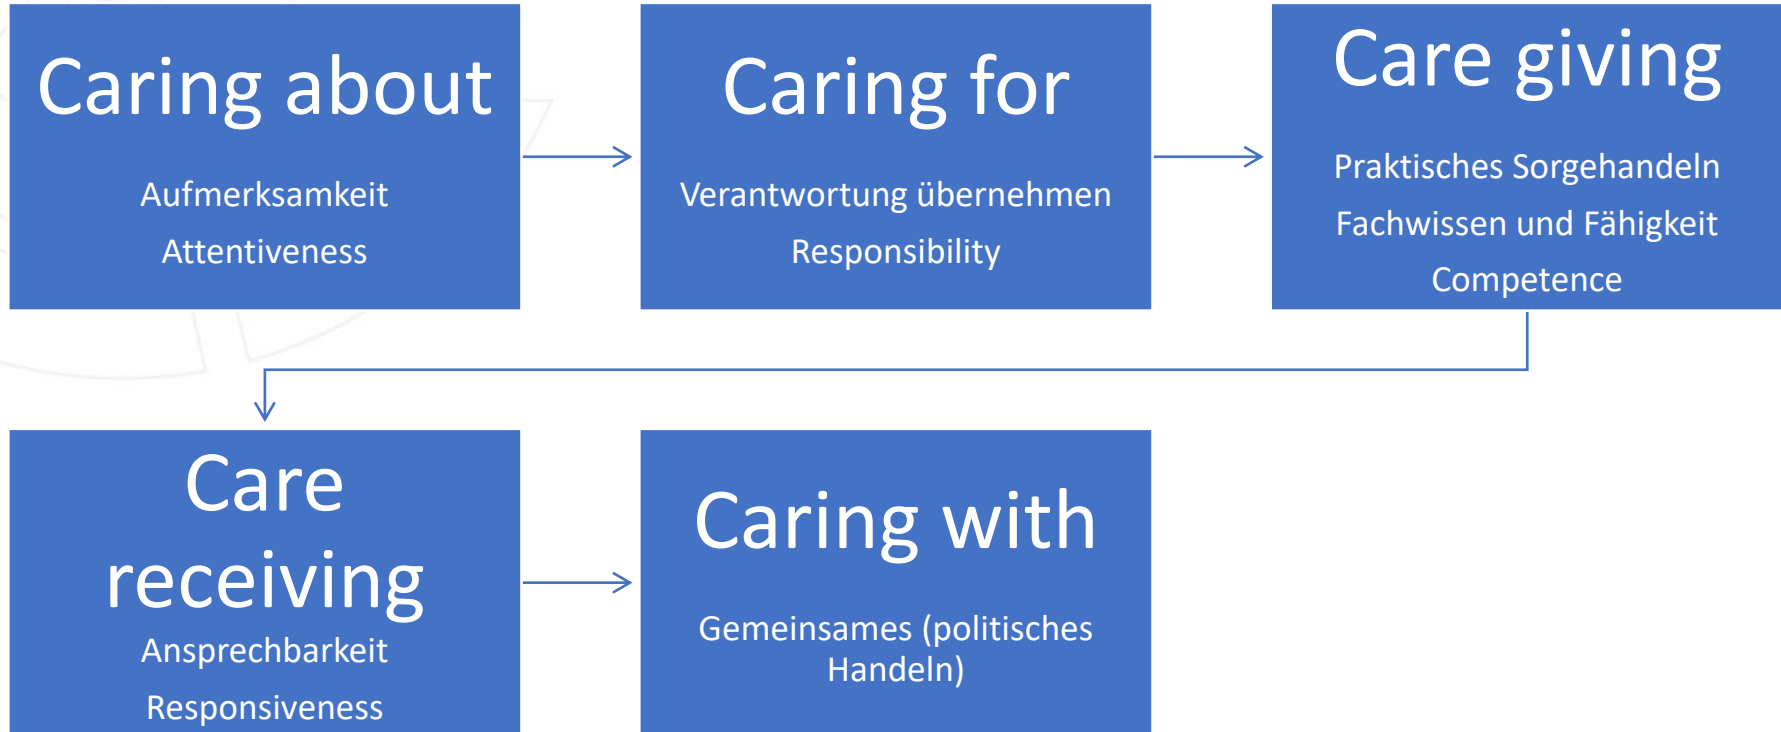 Caring about
Aufmerksamkeit
Attentiveness
Caring for
Verantwortung übernehmen
Responsibility
Care giving
Praktisches Sorgehandeln
Fachwissen und Fähigkeit
Competence
Care
receiving
Ansprechbarkeit
Responsiveness
Caring with
Gemeinsames (politisches
Handeln)